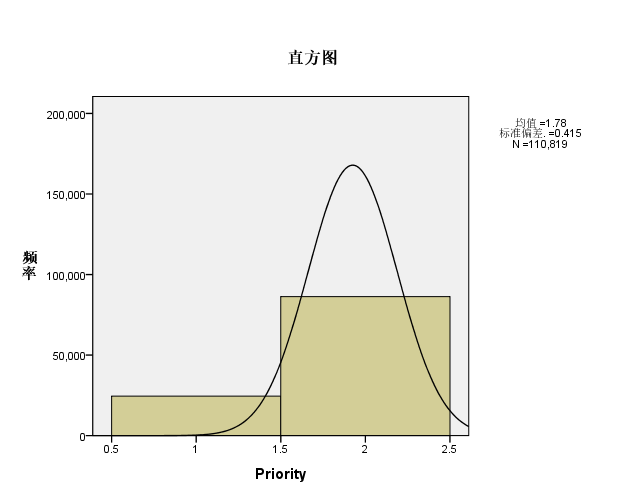 直方图
200,000
150,000
100,000
50,000
0
频率
0.5 1 1.5 2 2.5
Priority
均值 =1.78
标准偏差. =0.415
N =110,819